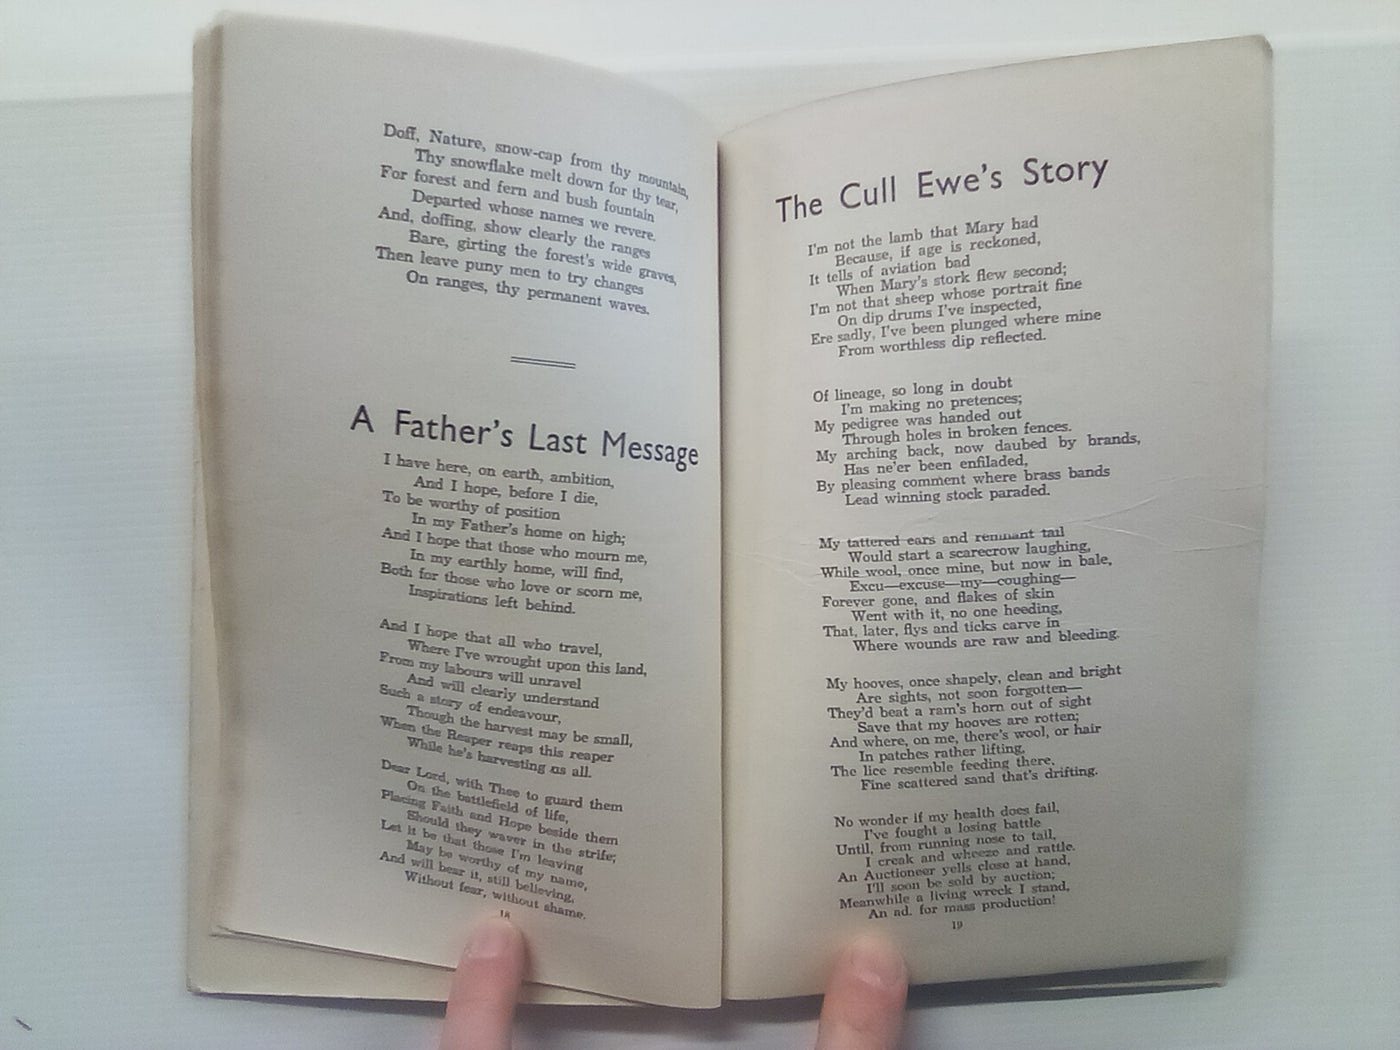 Doff, Nature, snow-cap from thy mountain,
Thy snowflake melt down for thy tear,
For forest and fern and bush fountain
Departed whose names we revere.
And, doffing, show clearly the ranges
Bare, girting the forest's wide graves,
Then leave puny men to try changes
On ranges, thy permanent waves.
A Father's Last Message
I have here, on earth, ambition,
And I hope, before I die,
To be worthy of position
In my Father's home on high;
And I hope that those who mourn me,
In my earthly home, will find,
Both for those who love or scorn me,
Inspirations left behind.
And I hope that all who travel,
Where I've wrought upon this land,
From my labours will unravel
And will clearly understand
Such a story of endeavour,
Though the harvest may be small,
When the Reaper reaps this reaper
While he's harvesting us all.
Dear Lord, with Thee to guard them
On the battlefield of life,
Placing Faith and Hope beside them
Should they waver in the strife;
Let it be that those I'm leaving
May be worthy of my name,
And will bear it, still believing,
Without fear, without shame.
18
The Cull Ewe's Story
I'm not the lamb that Mary had
Because, if age is reckoned,
It tells of aviation bad
When Mary's stork flew second;
I'm not that sheep whose portrait fine
On dip drums I've inspected,
Ere sadly, I've been plunged where mine
From worthless dip reflected.
Of lineage, so long in doubt
I'm making no pretences;
My pedigree was handed out
Through holes in broken fences.
My arching back, now daubed by brands,
Has ne'er been enfiladed,
By pleasing comment where brass bands
Lead winning stock paraded.
My tattered ears and remnant tail
Would start a scarecrow laughing,
While wool, once mine, but now in bale,
Excu—excuse—my—coughing—
Forever gone, and flakes of skin
Went with it, no one heeding,
That, later, flys and ticks carve in
Where wounds are raw and bleeding.
My hooves, once shapely, clean and bright
Are sights, not soon forgotten—
They'd beat a ram's horn out of sight
Save that my hooves are rotten;
And where, on me, there's wool, or hair
In patches rather lifting,
The lice resemble feeding there,
Fine scattered sand that's drifting.
No wonder if my health does fail,
I've fought a losing battle
Until, from running nose to tail,
I creak and wheeze and rattle.
An Auctioneer yells close at hand,
I'll soon be sold by auction;
Meanwhile a living wreck I stand,
An ad. for mass production!
19